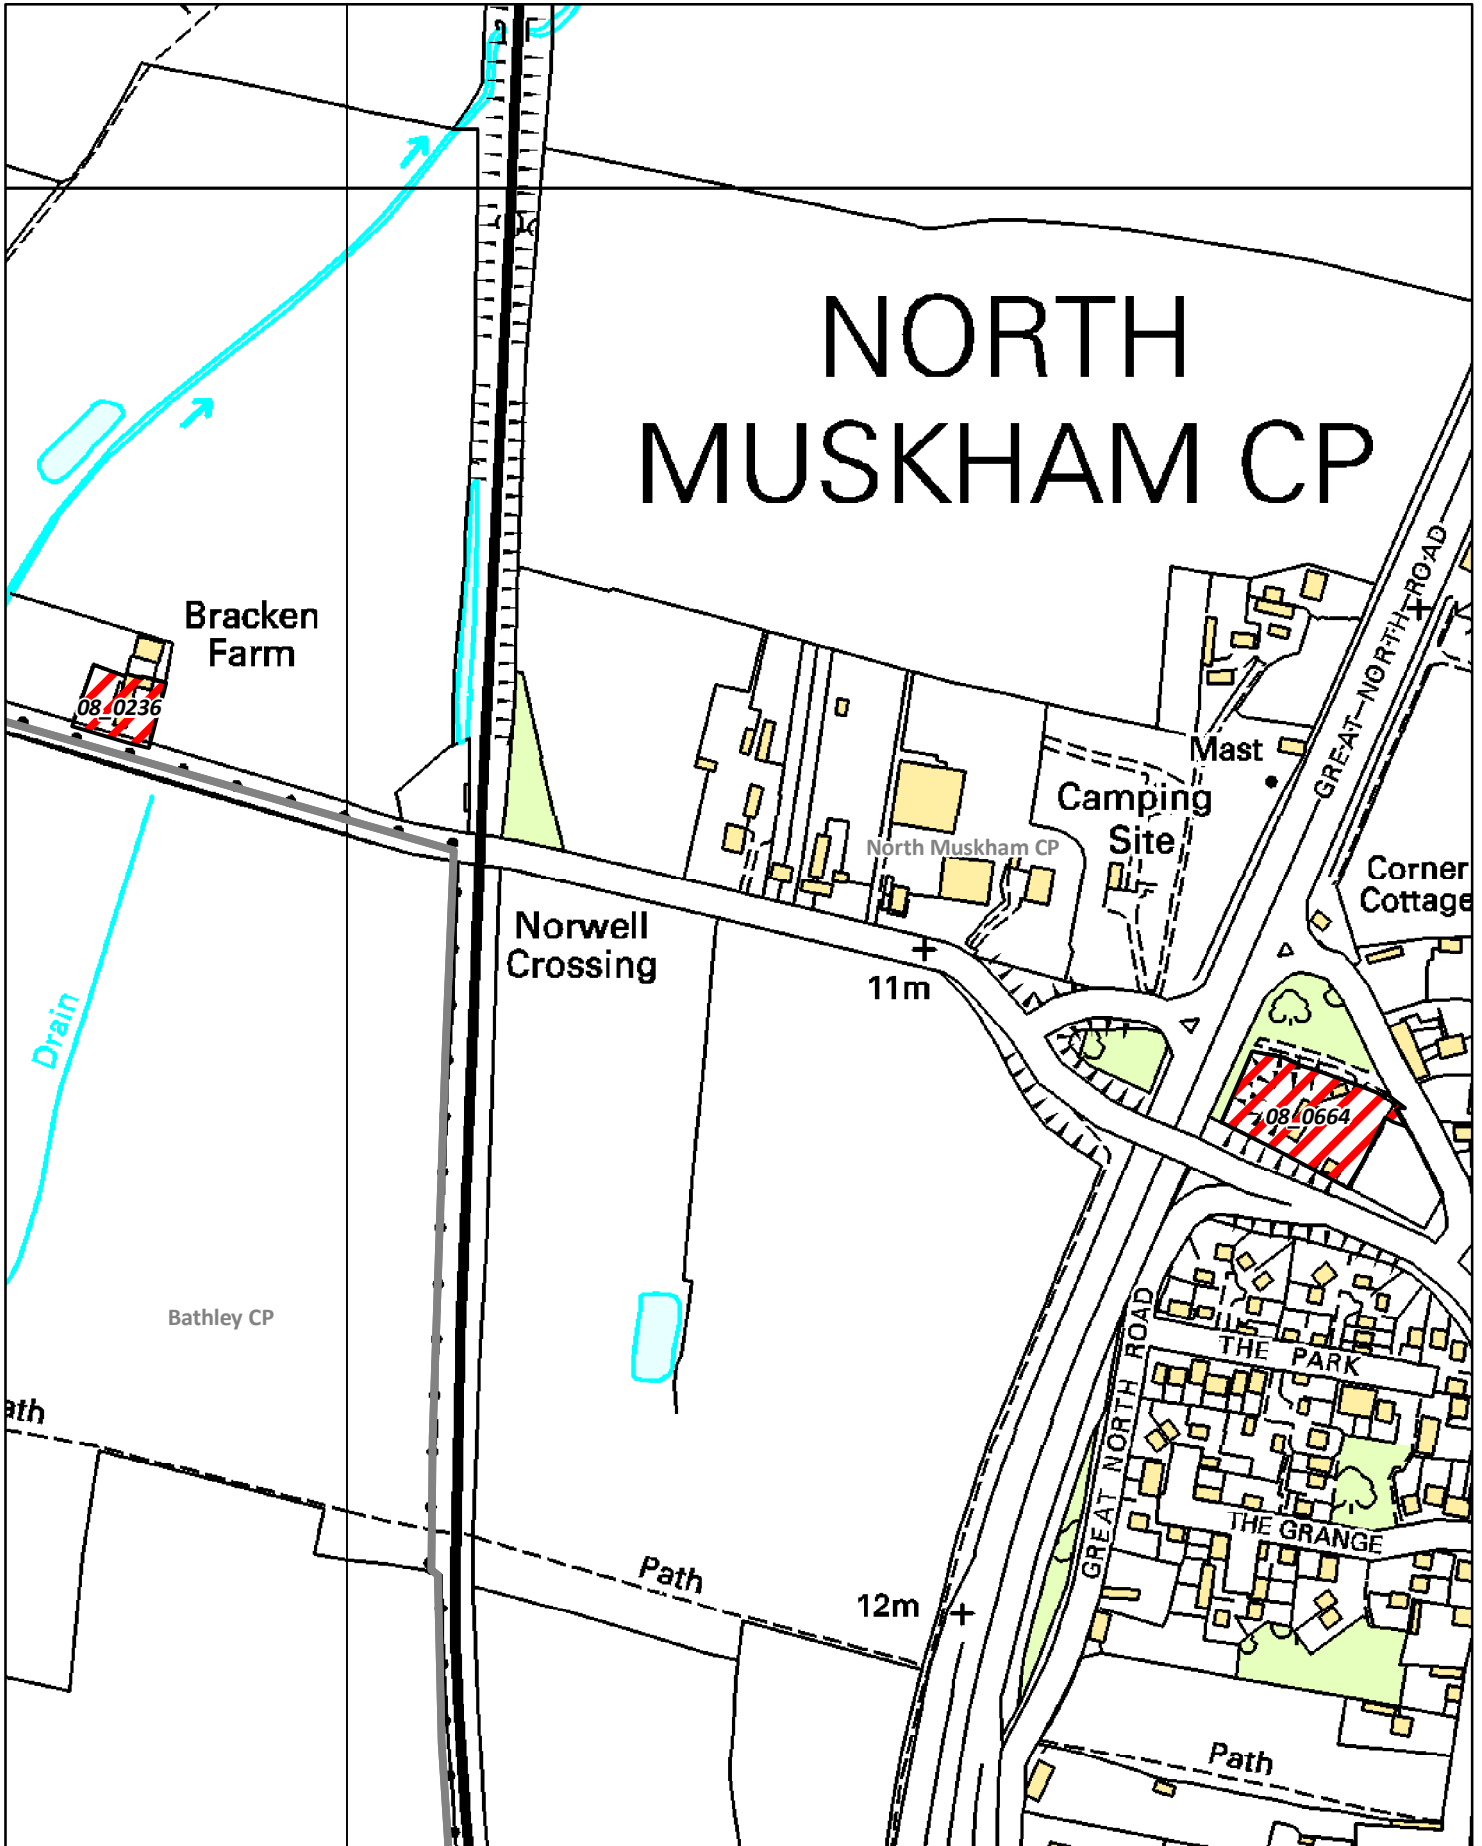 NORTH
MUSKHAM CP
GREAT NORTH ROAD
Bracken
Farm
08_0236
Mast
Camping
Site
North Muskham CP
Corner
Cottage
Norwell
Crossing
11m
Drain
08_0664
Bathley CP
GREAT NORTH ROAD
THE PARK
ath
THE GRANGE
Path
12m
Path